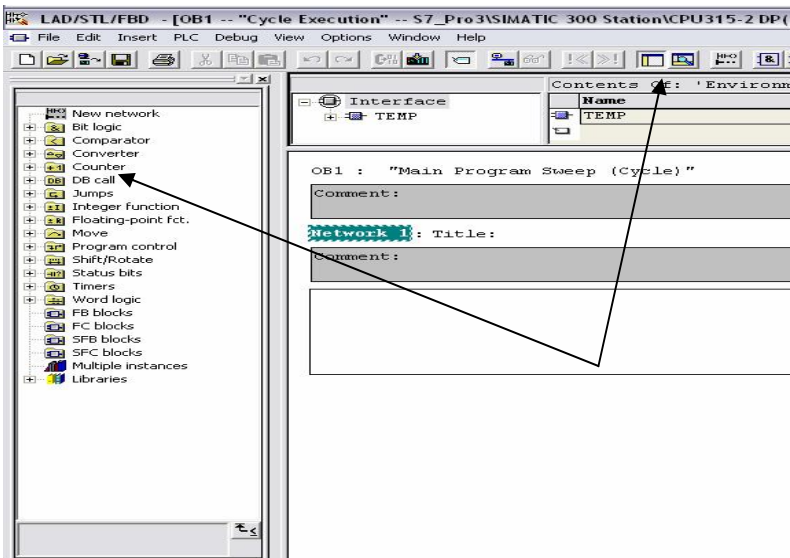 LAD/STL/FBD - [OB1 -- "Cycle Execution" -- S7_Pro3\SIMATIC 300 Station\CPU315-2 DP(
File Edit Insert PLC Debug View Options Window Help
New network
Bit logic
Comparator
Converter
Counter
DB call
Jumps
Integer function
Floating-point fct.
Move
Program control
Shift/Rotate
Status bits
Timers
Word logic
FB blocks
FC blocks
SFB blocks
SFC blocks
Multiple instances
Libraries
Interface
TEMP
Contents Of: 'Environm
Name
TEMP
OB1 : "Main Program Sweep (Cycle)"
Comment:
Network 1: Title:
Comment: